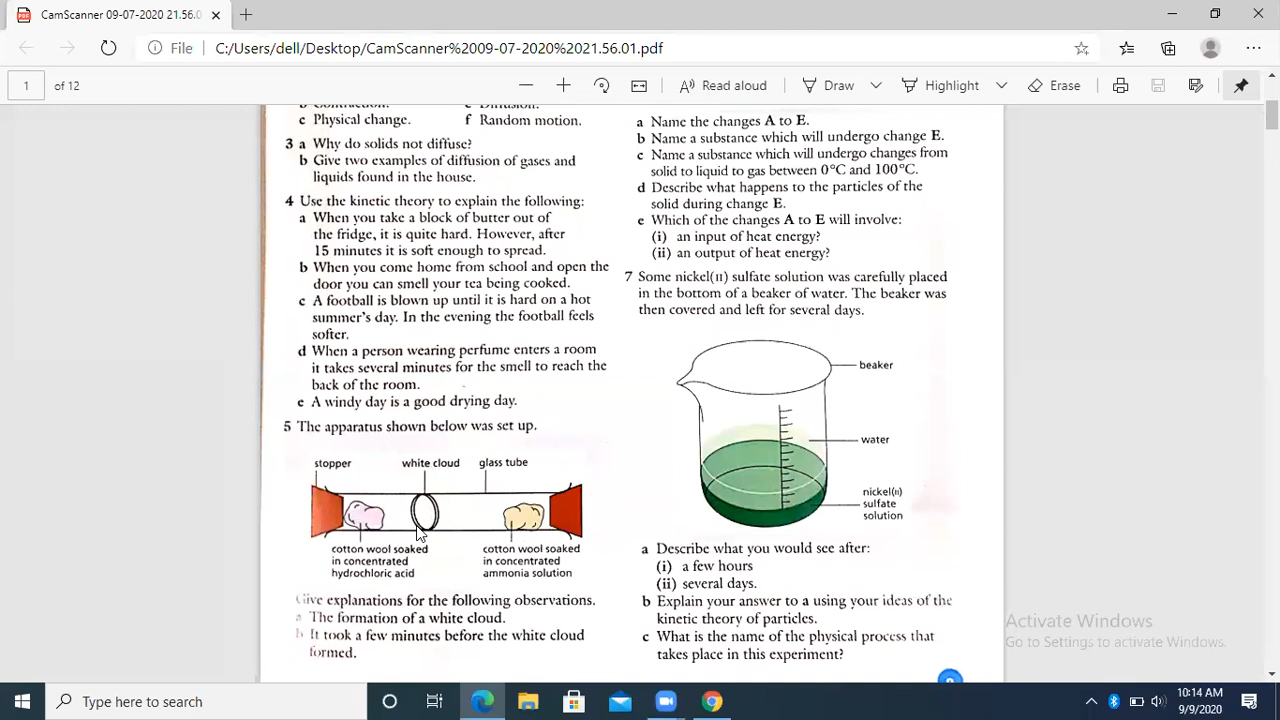 CamScanner 09-07-2020 21.56.0
File C:/Users/dell/Desktop/CamScanner%2009-07-2020%2021.56.01.pdf
1 of 12
Read aloud Draw Highlight Erase
b Contraction. e Diffusion.
c Physical change. f Random motion.
3 a Why do solids not diffuse?
b Give two examples of diffusion of gases and
liquids found in the house.
4 Use the kinetic theory to explain the following:
a When you take a block of butter out of
the fridge, it is quite hard. However, after
15 minutes it is soft enough to spread.
b When you come home from school and open the
door you can smell your tea being cooked.
c A football is blown up until it is hard on a hot
summer's day. In the evening the football feels
softer.
d When a person wearing perfume enters a room
it takes several minutes for the smell to reach the
back of the room.
e A windy day is a good drying day.
5 The apparatus shown below was set up.
stopper white cloud glass tube
cotton wool soaked
in concentrated
hydrochloric acid
cotton wool soaked
in concentrated
ammonia solution
Give explanations for the following observations.
a The formation of a white cloud.
b It took a few minutes before the white cloud
formed.
a Name the changes A to E.
b Name a substance which will undergo change E.
c Name a substance which will undergo changes from
solid to liquid to gas between 0°C and 100°C.
d Describe what happens to the particles of the
solid during change E.
e Which of the changes A to E will involve:
(i) an input of heat energy?
(ii) an output of heat energy?
7 Some nickel(II) sulfate solution was carefully placed
in the bottom of a beaker of water. The beaker was
then covered and left for several days.
beaker
water
nickel(II)
sulfate
solution
a Describe what you would see after:
(i) a few hours
(ii) several days.
b Explain your answer to a using your ideas of the
kinetic theory of particles.
c What is the name of the physical process that
takes place in this experiment?
Activate Windows
Go to Settings to activate Windows.
Type here to search
10:14 AM
9/9/2020